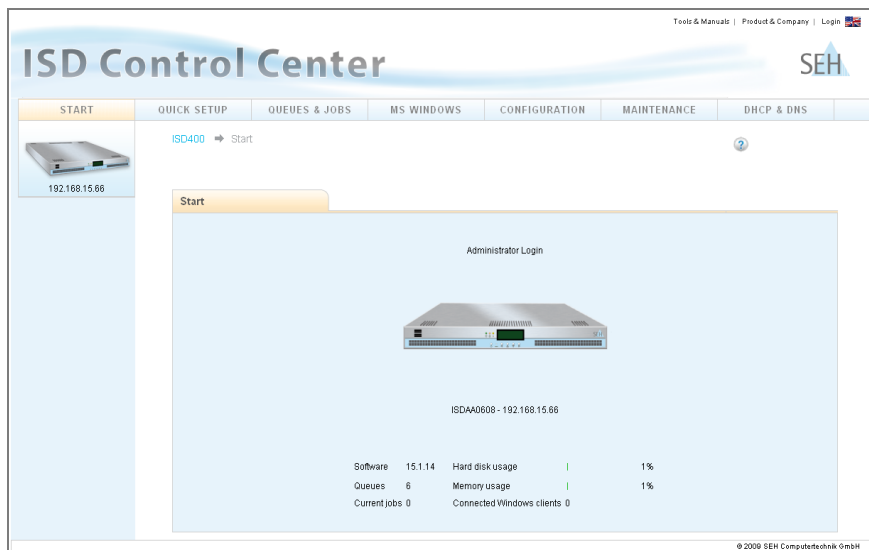 Tools & Manuals | Product & Company | Login
ISD Control Center
SEH
START QUICK SETUP QUEUES & JOBS MS WINDOWS CONFIGURATION MAINTENANCE DHCP & DNS
ISD400 ➡ Start
?
192.168.15.66
Start
Administrator Login
ISDAA0608 - 192.168.15.66
Software 15.1.14 Hard disk usage | 1%
Queues 6 Memory usage | 1%
Current jobs 0 Connected Windows clients 0
© 2009 SEH Computertechnik GmbH